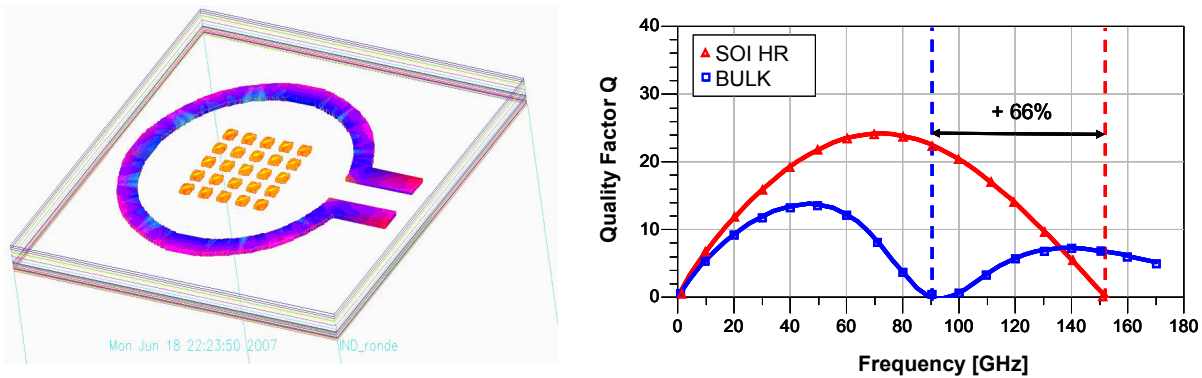 Mon Jun 18 22:23:50 2007
IND_ronde
40
30
20
10
0
Quality Factor Q
SOI HR
BULK
+ 66%
0 20 40 60 80 100 120 140 160 180
Frequency [GHz]